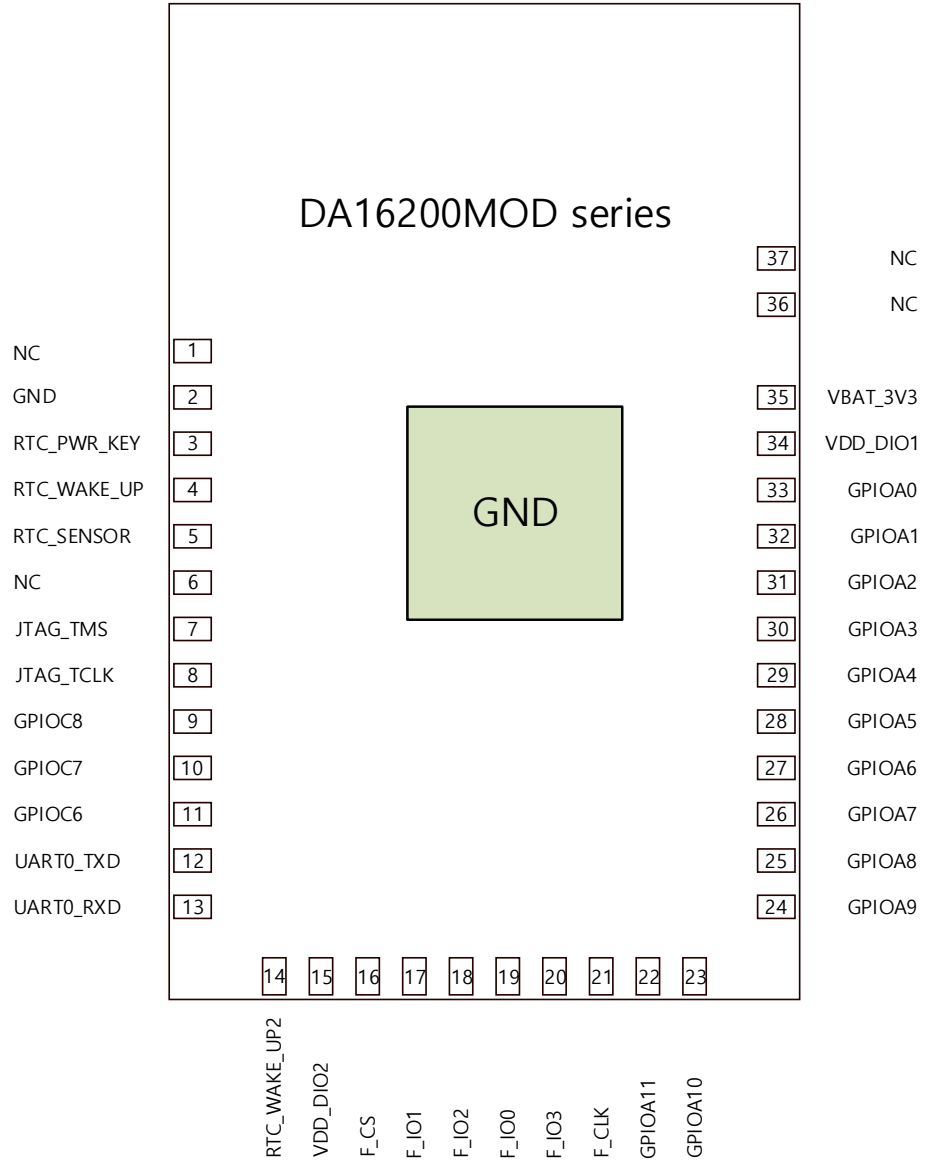 DA16200MOD series
37 NC
36 NC
NC 1
GND 2
35 VBAT_3V3
RTC_PWR_KEY 3
34 VDD_DIO1
RTC_WAKE_UP 4
33 GPIOA0
RTC_SENSOR 5
32 GPIOA1
NC 6
31 GPIOA2
JTAG_TMS 7
30 GPIOA3
JTAG_TCLK 8
29 GPIOA4
GPIOC8 9
28 GPIOA5
GPIOC7 10
27 GPIOA6
GPIOC6 11
26 GPIOA7
UART0_TXD 12
25 GPIOA8
UART0_RXD 13
24 GPIOA9
GND
14 15 16 17 18 19 20 21 22 23
RTC_WAKE_UP2
VDD_DIO2
F_CS
F_IO1
F_IO2
F_IO0
F_IO3
F_CLK
GPIOA11
GPIOA10